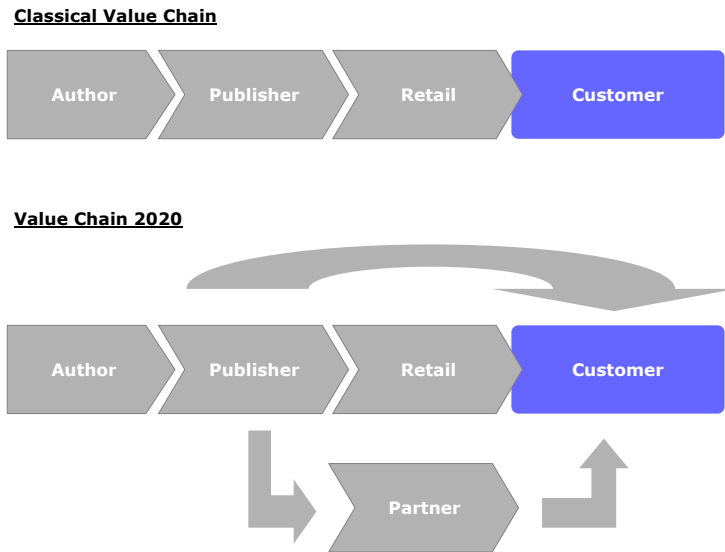 Classical Value Chain
Author Publisher Retail Customer
Value Chain 2020
Author Publisher Retail Customer
Partner